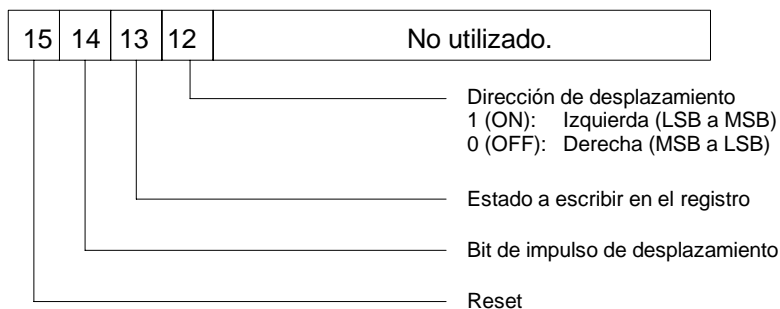 15 14 13 12 No utilizado.
Dirección de desplazamiento
1 (ON): Izquierda (LSB a MSB)
0 (OFF): Derecha (MSB a LSB)
Estado a escribir en el registro
Bit de impulso de desplazamiento
Reset